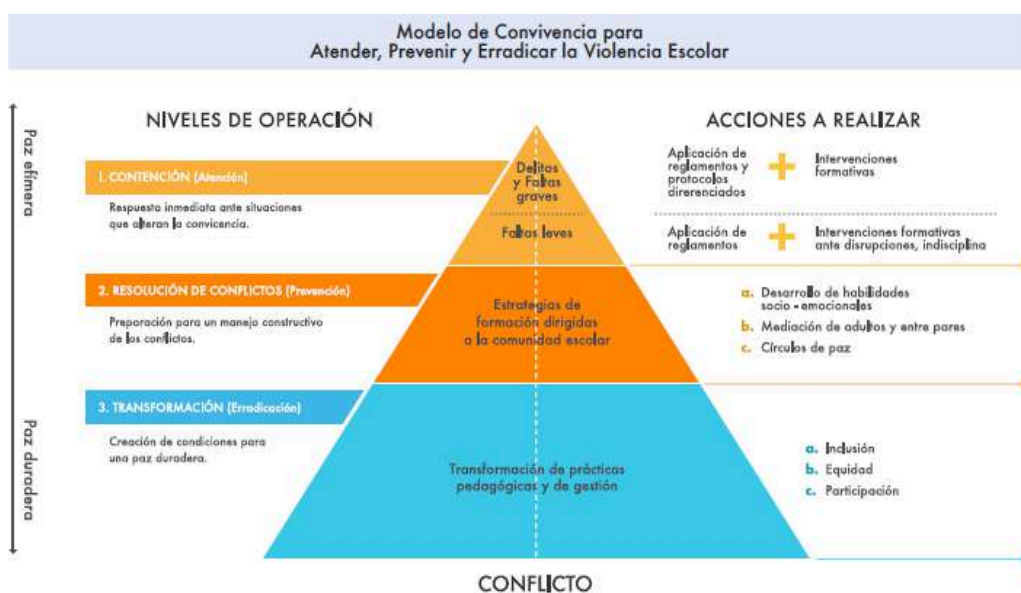 Modelo de Convivencia para
Atender, Prevenir y Erradicar la Violencia Escolar
NIVELES DE OPERACIÓN
ACCIONES A REALIZAR
Paz efímera
Paz duradera
1. CONTENCIÓN (Atención)
Respuesta inmediata ante situaciones
que alteran la convicencia.
Delitos
y Faltas
graves
Faltas leves
Aplicación de
reglamentos y
protocolos
direrenciados
+
Intervenciones
formativas
Aplicación de
reglamentos
+
Intervenciones formativas
ante disrupciones, indisciplina
2. RESOLUCIÓN DE CONFLICTOS (Prevención)
Preparación para un manejo constructivo
de los conflictos.
Estrategias de
formación dirigidas
a la comunidad escolar
a. Desarrollo de habilidades
socio - emocionales
b. Mediación de adultos y entre pares
c. Círculos de paz
3. TRANSFORMACIÓN (Erradicación)
Creación de condiciones para
una paz duradera.
Transformación de prácticas
pedagógicas y de gestión
a. Inclusión
b. Equidad
c. Participación
CONFLICTO